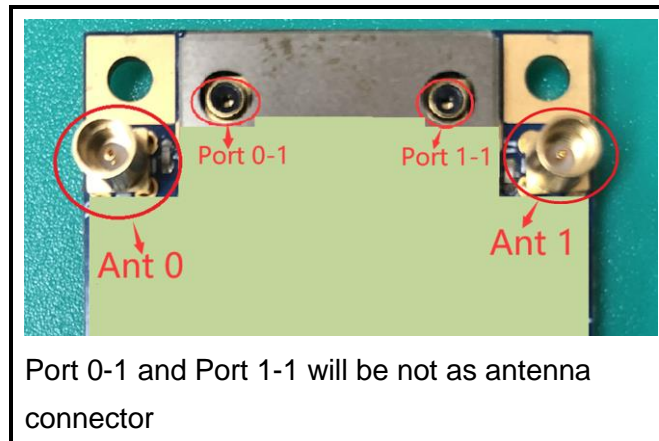 Port 0-1
Port 1-1
Ant 0
Ant 1
Port 0-1 and Port 1-1 will be not as antenna
connector